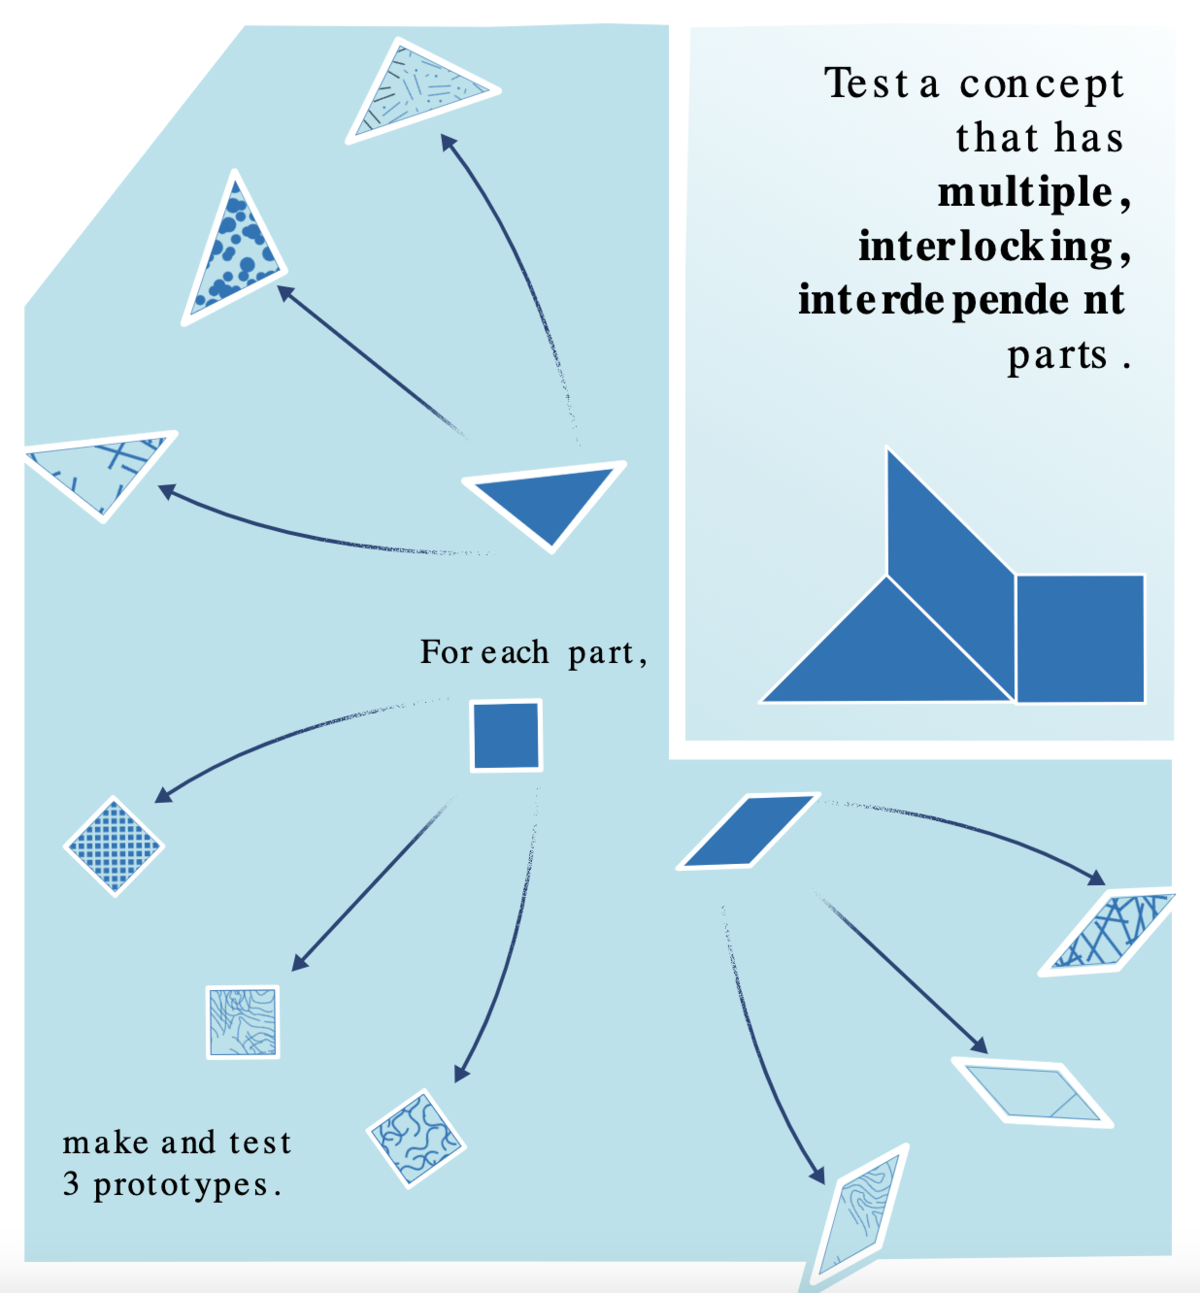 Test a concept
that has
multiple,
interlocking,
interdependent
parts.
For each part,
make and test
3 prototypes.